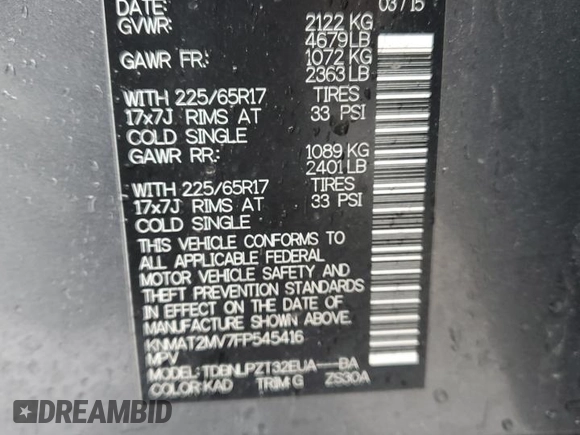 DATE: 03/15
GVWR: 2122 KG
4679 LB
GAWR FR: 1072 KG
2363 LB
WITH 225/65R17 TIRES
17x7J RIMS AT 33 PSI
COLD SINGLE
GAWR RR: 1089 KG
2401 LB
WITH 225/65R17 TIRES
17x7J RIMS AT 33 PSI
COLD SINGLE
THIS VEHICLE CONFORMS TO
ALL APPLICABLE FEDERAL
MOTOR VEHICLE SAFETY AND
THEFT PREVENTION STANDARDS
IN EFFECT ON THE DATE OF
MANUFACTURE SHOWN ABOVE.
KNMAT2MV7FP545416
MPV
MODEL: TDBNLPZT32EUA---BA
COLOR: KAD TRIM: G ZS30A
AUTOBIDMASTER